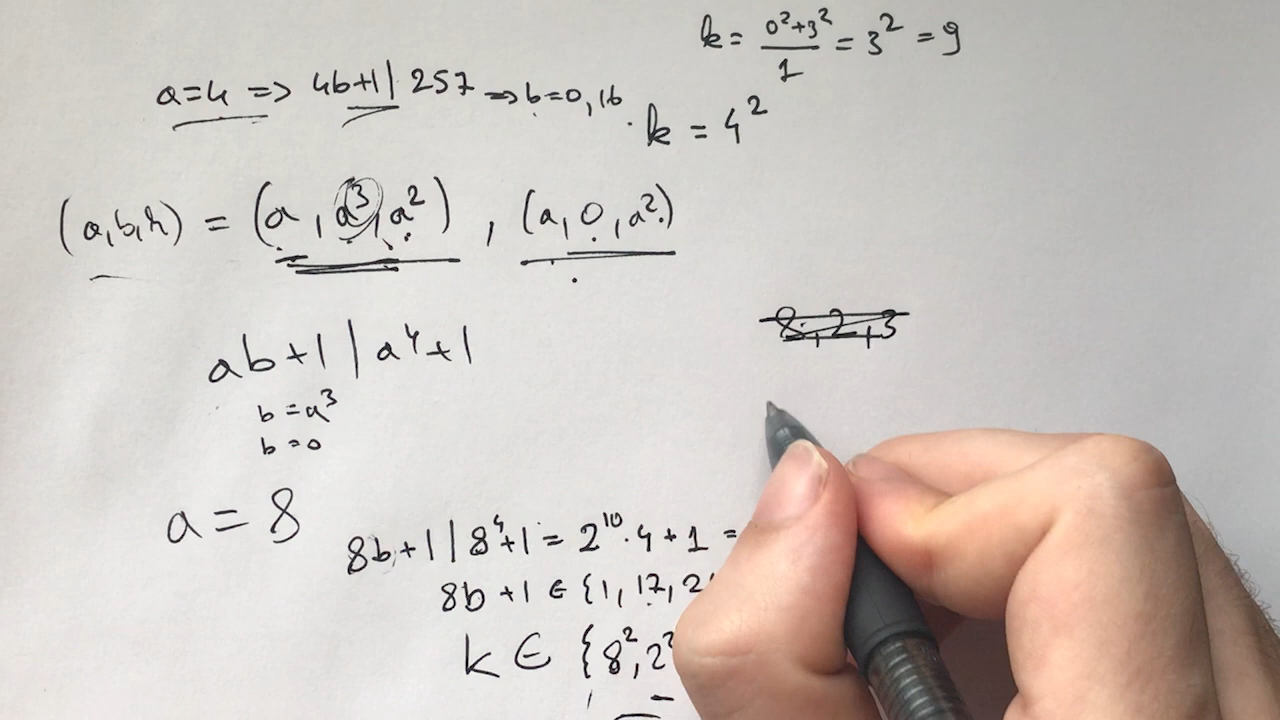 k = 0²+3²/1 = 3² = 9
a=4 => 4b+1 | 257 => b=0,16.
k = 4²
(a,b,k) = (a, a³, a²), (a, 0, a².)
8,2,3
ab+1 | a⁴+1
b = a³
b = 0
a = 8
8b+1 | 8⁴+1 = 2¹⁰·4+1 =
8b+1 ∈ {1, 17, 2
k ∈ {8², 2²